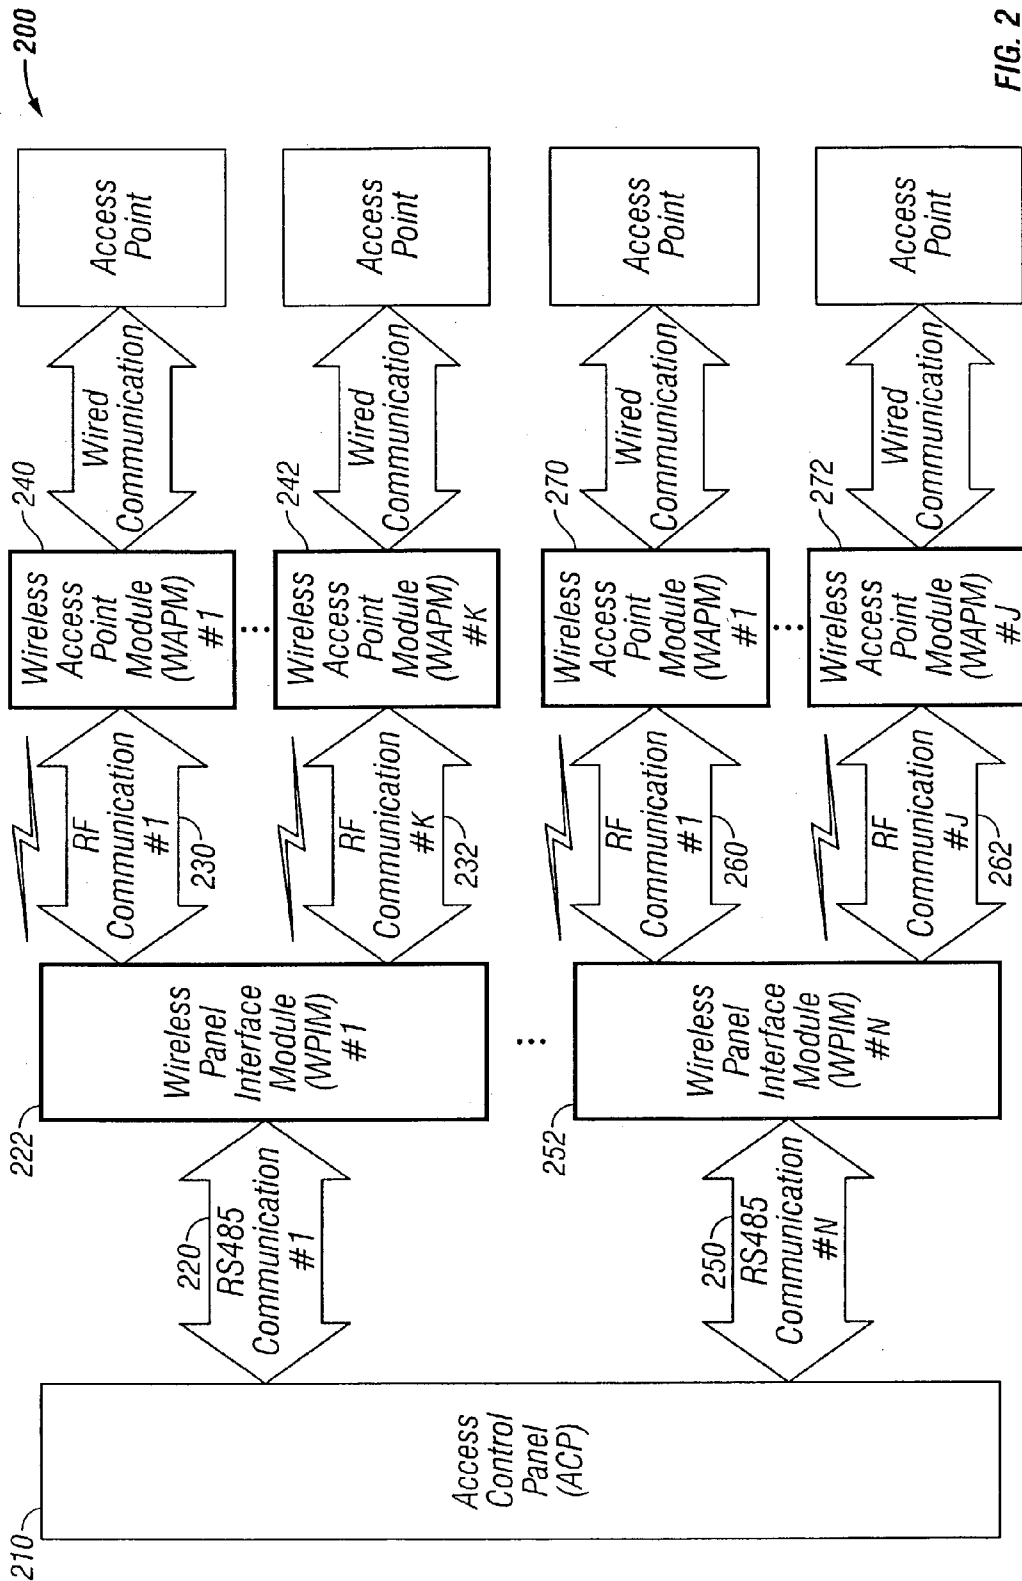 200
210
Access
Control
Panel
(ACP)
220
RS485
Communication
#1
222
Wireless
Panel
Interface
Module
(WPIM)
#1
RF
Communication
#1
230
240
Wireless
Access
Point
Module
(WAPM)
#1
Wired
Communication
Access
Point
...
RF
Communication
#K
232
242
Wireless
Access
Point
Module
(WAPM)
#K
Wired
Communication
Access
Point
...
250
RS485
Communication
#N
252
Wireless
Panel
Interface
Module
(WPIM)
#N
RF
Communication
#1
260
270
Wireless
Access
Point
Module
(WAPM)
#1
Wired
Communication
Access
Point
...
RF
Communication
#J
262
272
Wireless
Access
Point
Module
(WAPM)
#J
Wired
Communication
Access
Point
FIG. 2